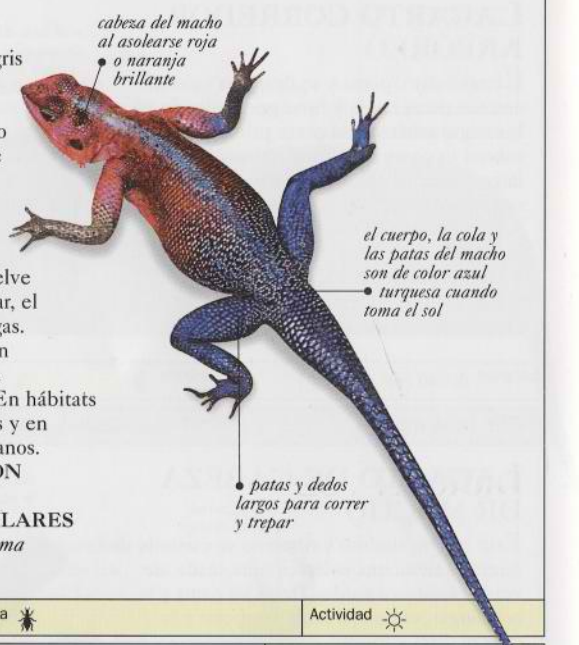 cabeza del macho
al asolearse roja
o naranja
brillante
gris
o
elve
ar, el
gas.
n
En hábitats
s y en
anos.
ON
LARES
ma
el cuerpo, la cola y
las patas del macho
son de color azul
turquesa cuando
toma el sol
patas y dedos
largos para correr
y trepar
a
Actividad